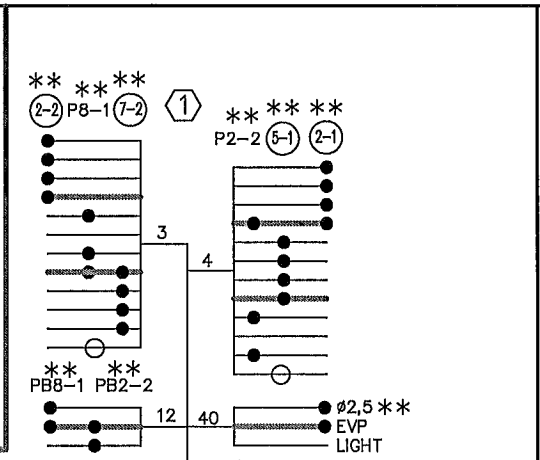 ** ** **
2-2 P8-1 7-2 1
** ** **
P2-2 5-1 2-1
3
4
** **
PB8-1 PB2-2
12 40 ø2,5 **
EVP
LIGHT